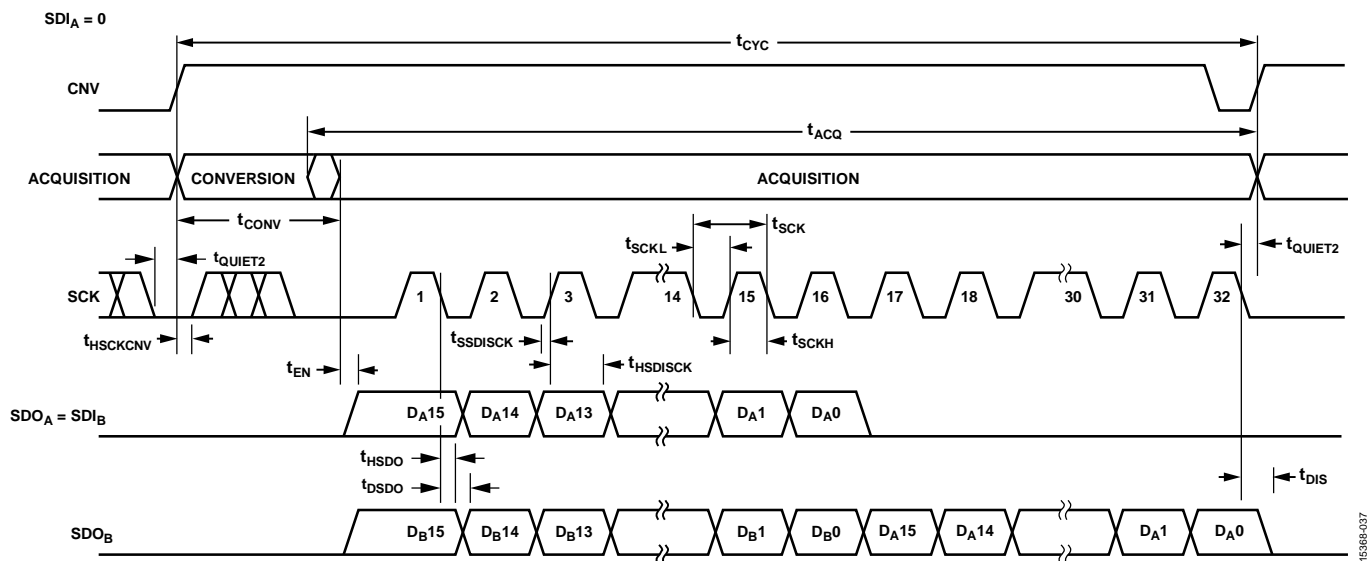 SDIA = 0
tCYC
CNV
tACQ
ACQUISITION CONVERSION ACQUISITION
tCONV
tSCK
tSCKL
tQUIET2 tQUIET2
SCK 1 2 3 14 15 16 17 18 30 31 32
tHSCKCNV tSSDISCK tSCKH
tEN tHSDISCK
SDOA = SDIB DA15 DA14 DA13 DA1 DA0
tHSDO
tDSDO tDIS
SDOB DB15 DB14 DB13 DB1 DB0 DA15 DA14 DA1 DA0
15368-037